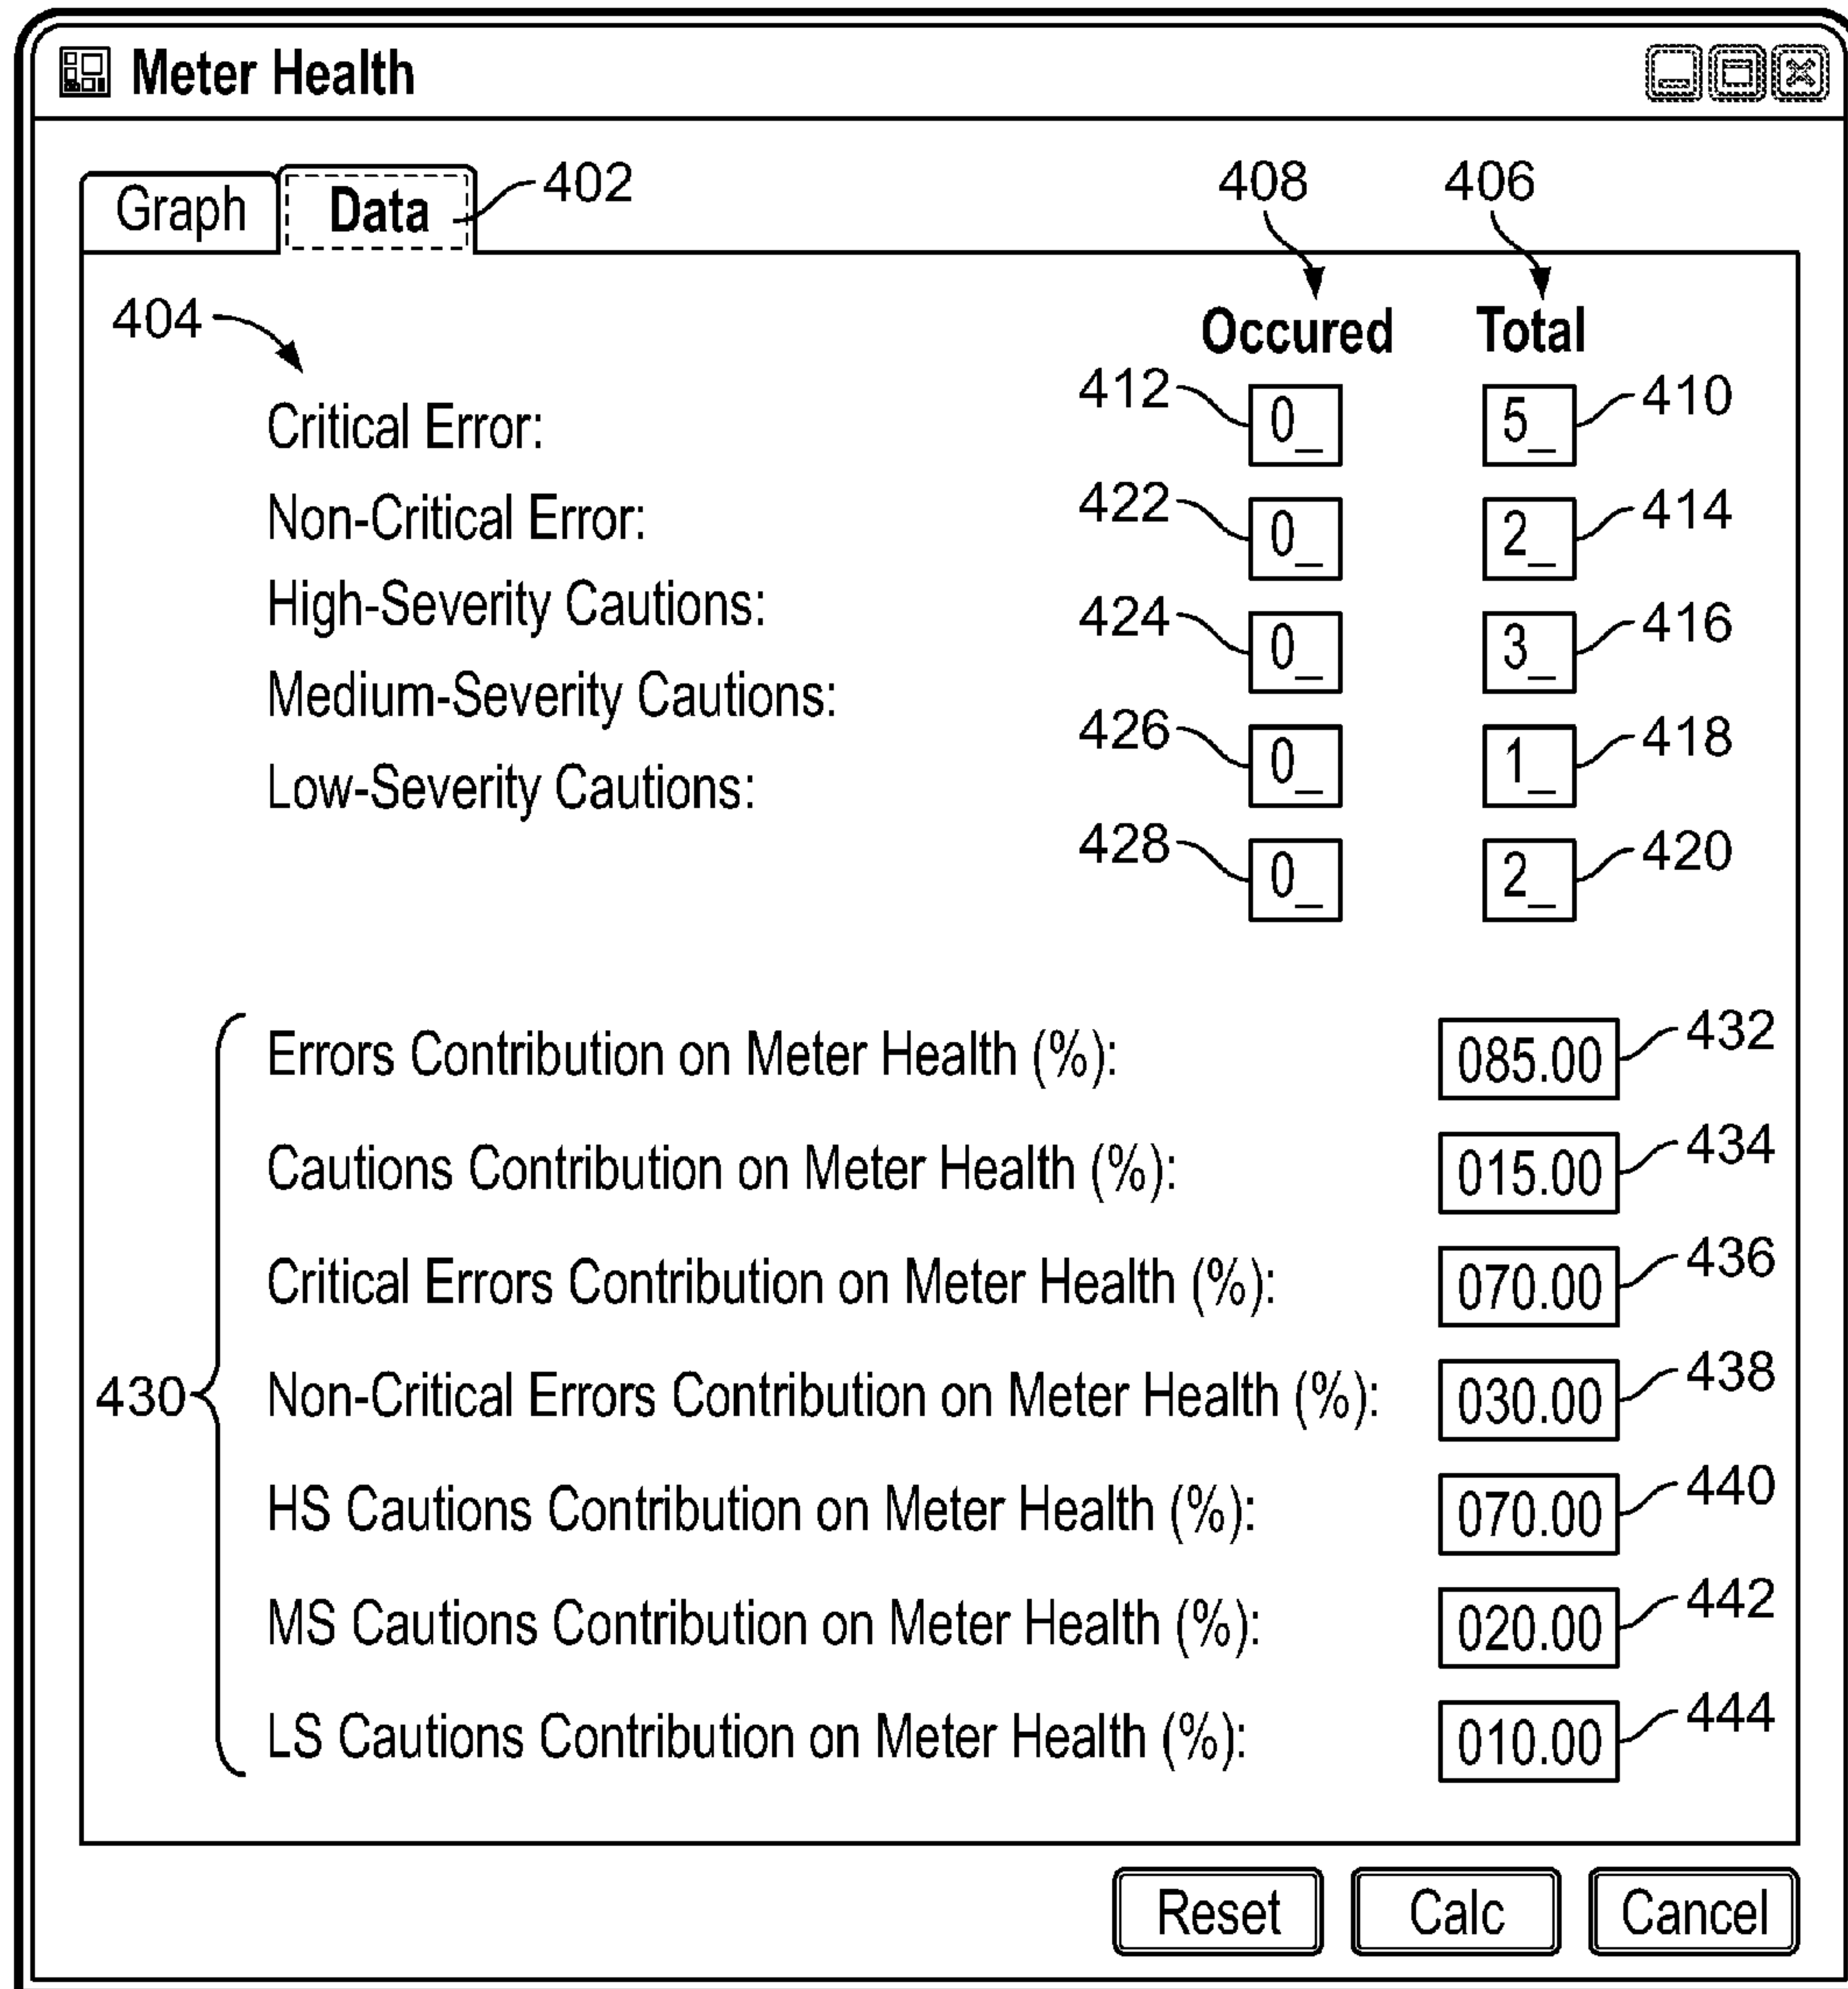 Meter Health
Graph Data 402 408 406
404 Occured Total
Critical Error: 412 0_ 5_ 410
Non-Critical Error: 422 0_ 2_ 414
High-Severity Cautions: 424 0_ 3_ 416
Medium-Severity Cautions: 426 0_ 1_ 418
Low-Severity Cautions: 428 0_ 2_ 420
Errors Contribution on Meter Health (%): 085.00 432
Cautions Contribution on Meter Health (%): 015.00 434
Critical Errors Contribution on Meter Health (%): 070.00 436
430 Non-Critical Errors Contribution on Meter Health (%): 030.00 438
HS Cautions Contribution on Meter Health (%): 070.00 440
MS Cautions Contribution on Meter Health (%): 020.00 442
LS Cautions Contribution on Meter Health (%): 010.00 444
Reset Calc Cancel